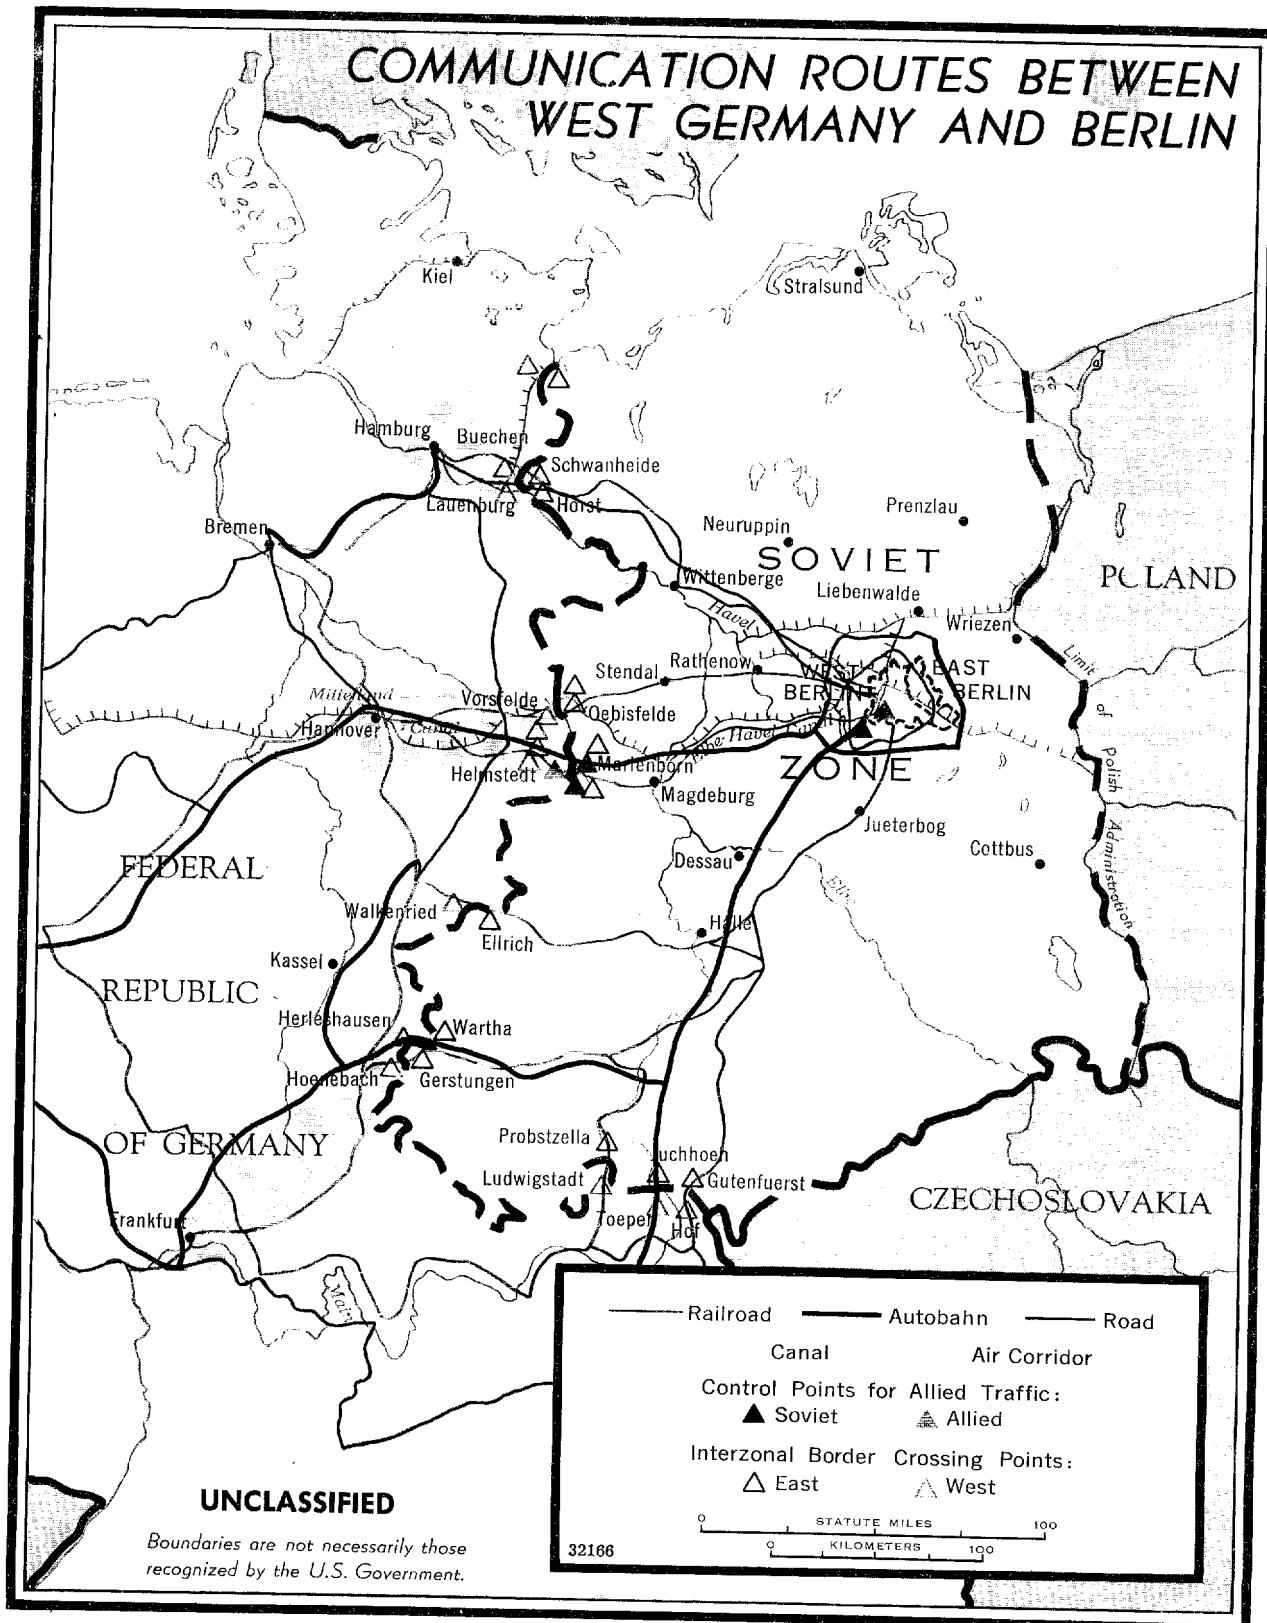 COMMUNICATION ROUTES BETWEEN
WEST GERMANY AND BERLIN
Kiel
Stralsund
Hamburg
Buechen
Schwanheide
Lauenburg
Horst
Bremen
Prenzlau
Neuruppin
SOVIET
POLAND
Wittenberge
Liebenwalde
Havel
Wriezen
Limit
of
Polish
Administration
Stendal
Rathenow
WEST
BERLIN
EAST
BERLIN
Mittelland
Canal
Vorsfelde
Oebisfelde
Hannover
Elbe-Havel Canal
Helmstedt
Marienborn
ZONE
Magdeburg
Jueterbog
Cottbus
Dessau
FEDERAL
Elbe
Walkenried
Ellrich
Halle
Kassel
REPUBLIC
Herleshausen
Wartha
Hoenebach
Gerstungen
OF GERMANY
Probstzella
Juchhoeh
Ludwigstadt
Gutenfuerst
CZECHOSLOVAKIA
Toepen
Hof
Frankfurt
Main
Railroad
Autobahn
Road
Canal
Air Corridor
Control Points for Allied Traffic:
Soviet
Allied
Interzonal Border Crossing Points:
East
West
0 STATUTE MILES 100
0 KILOMETERS 100
32166
UNCLASSIFIED
Boundaries are not necessarily those
recognized by the U.S. Government.